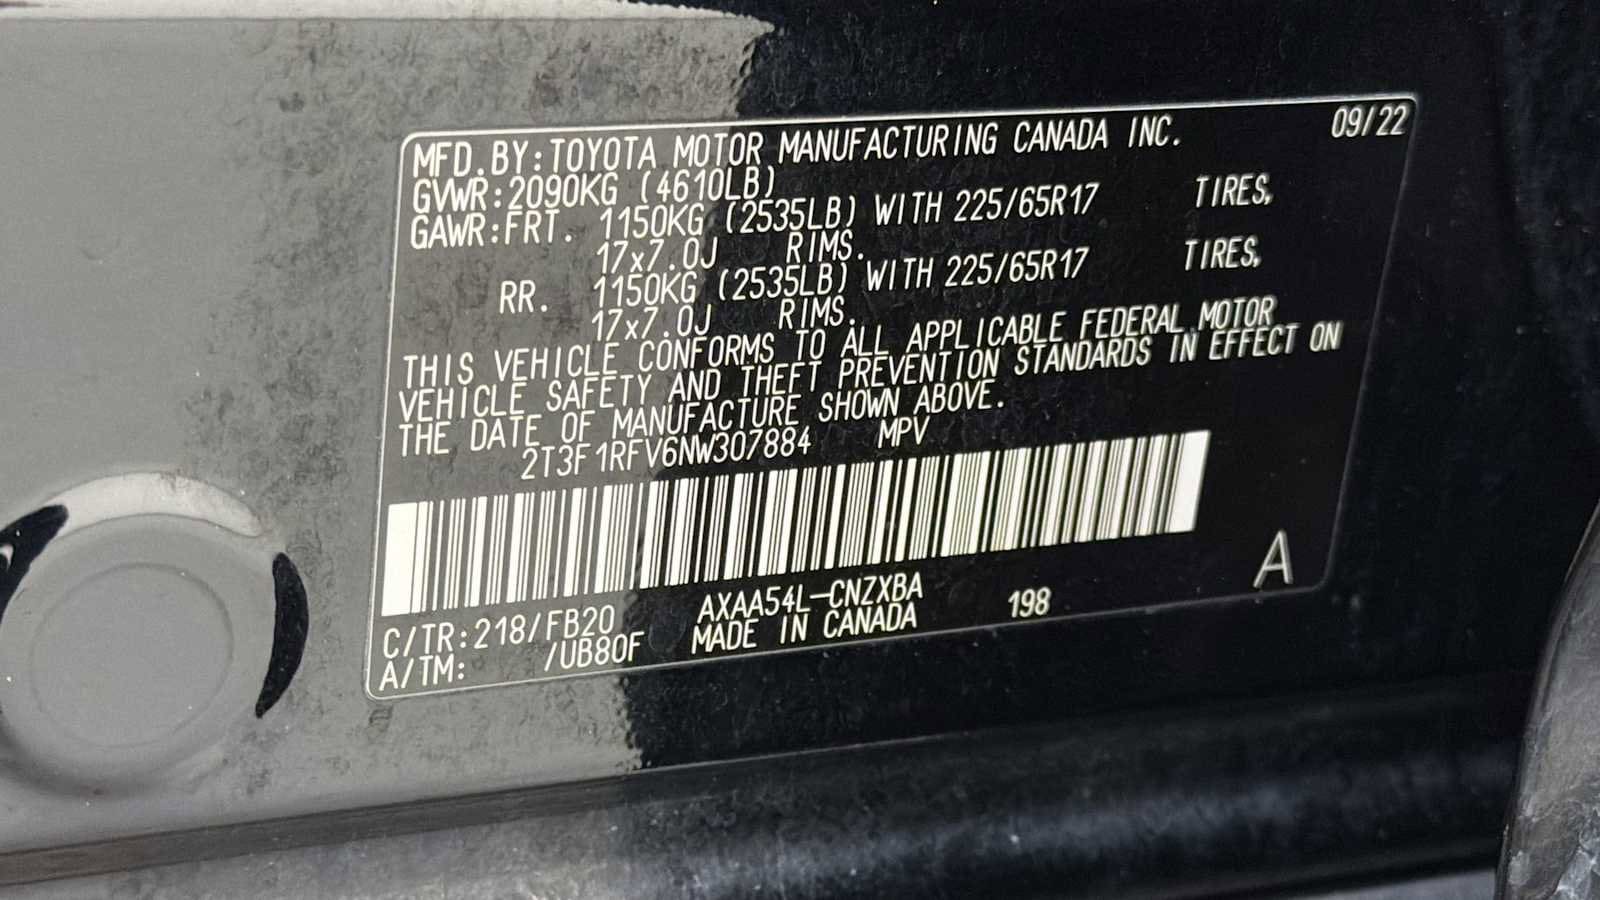 MFD.BY:TOYOTA MOTOR MANUFACTURING CANADA INC. 09/22
GVWR:2090KG (4610LB)
GAWR:FRT. 1150KG (2535LB) WITH 225/65R17 TIRES,
17x7.0J RIMS.
RR. 1150KG (2535LB) WITH 225/65R17 TIRES,
17x7.0J RIMS.
THIS VEHICLE CONFORMS TO ALL APPLICABLE FEDERAL MOTOR
VEHICLE SAFETY AND THEFT PREVENTION STANDARDS IN EFFECT ON
THE DATE OF MANUFACTURE SHOWN ABOVE.
2T3F1RFV6NW307884 MPV
C/TR:218/FB20 AXAA54L-CNZXBA 198 A
A/TM: /UB80F MADE IN CANADA